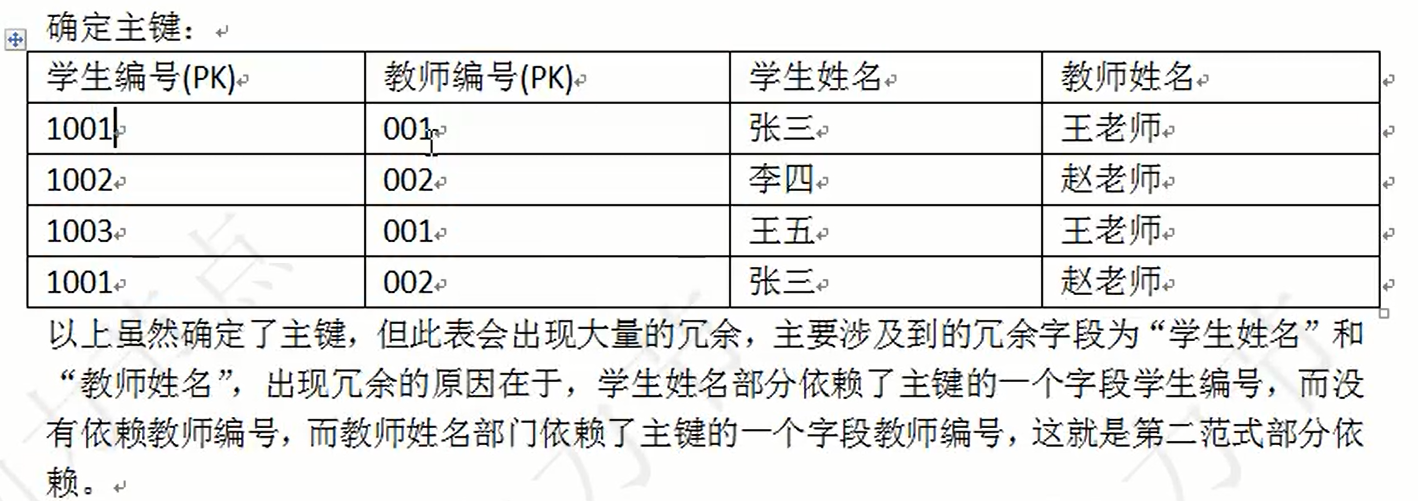 确定主键：
学生编号(PK) 教师编号(PK) 学生姓名 教师姓名
1001 001 张三 王老师
1002 002 李四 赵老师
1003 001 王五 王老师
1001 002 张三 赵老师
以上虽然确定了主键，但此表会出现大量的冗余，主要涉及到的冗余字段为“学生姓名”和
“教师姓名”，出现冗余的原因在于，学生姓名部分依赖了主键的一个字段学生编号，而没
有依赖教师编号，而教师姓名部门依赖了主键的一个字段教师编号，这就是第二范式部分依
赖。